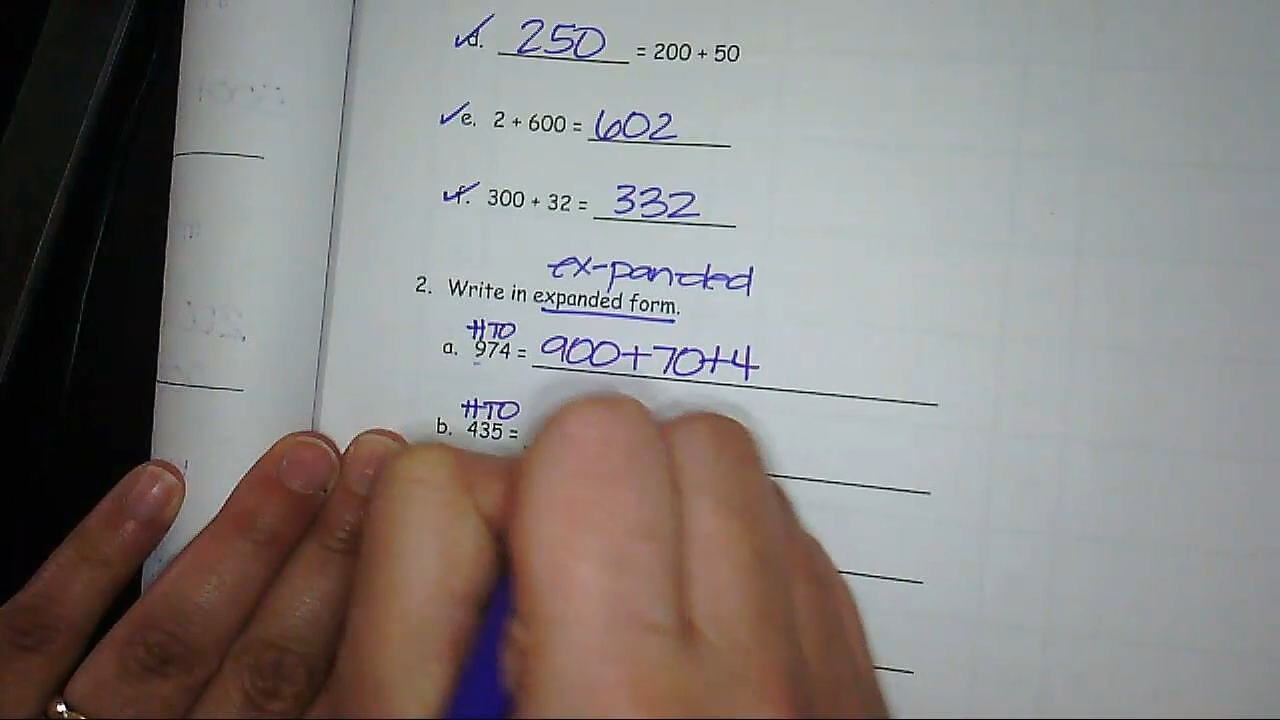 d. 250 = 200 + 50
e. 2 + 600 = 602
f. 300 + 32 = 332
ex-panded
2. Write in expanded form.
HTO
a. 974 = 900+70+4
HTO
b. 435 =